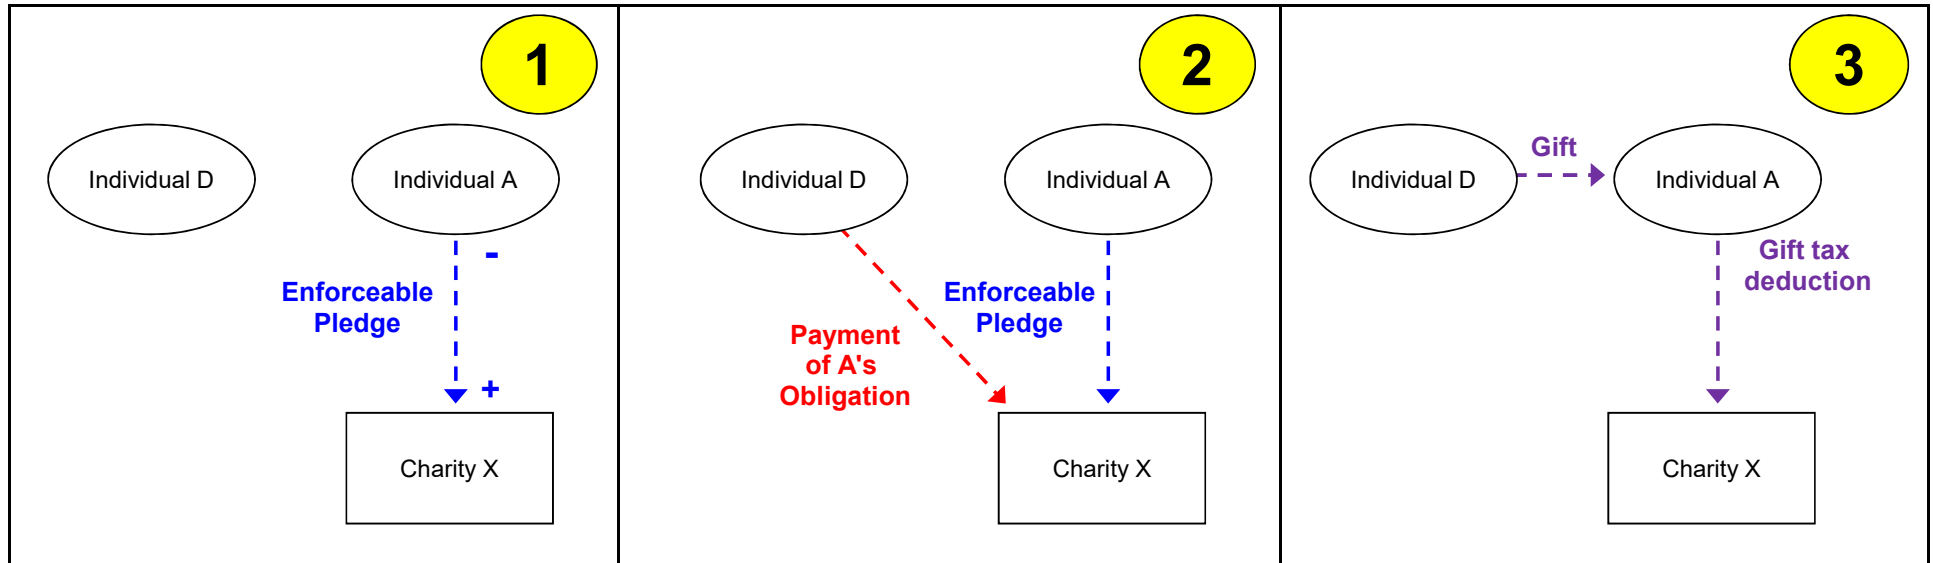 1
Individual D
Individual A
-
Enforceable
Pledge
+
Charity X
2
Individual D
Individual A
Enforceable
Pledge
Payment
of A's
Obligation
Charity X
3
Gift
Individual D
Individual A
Gift tax
deduction
Charity X